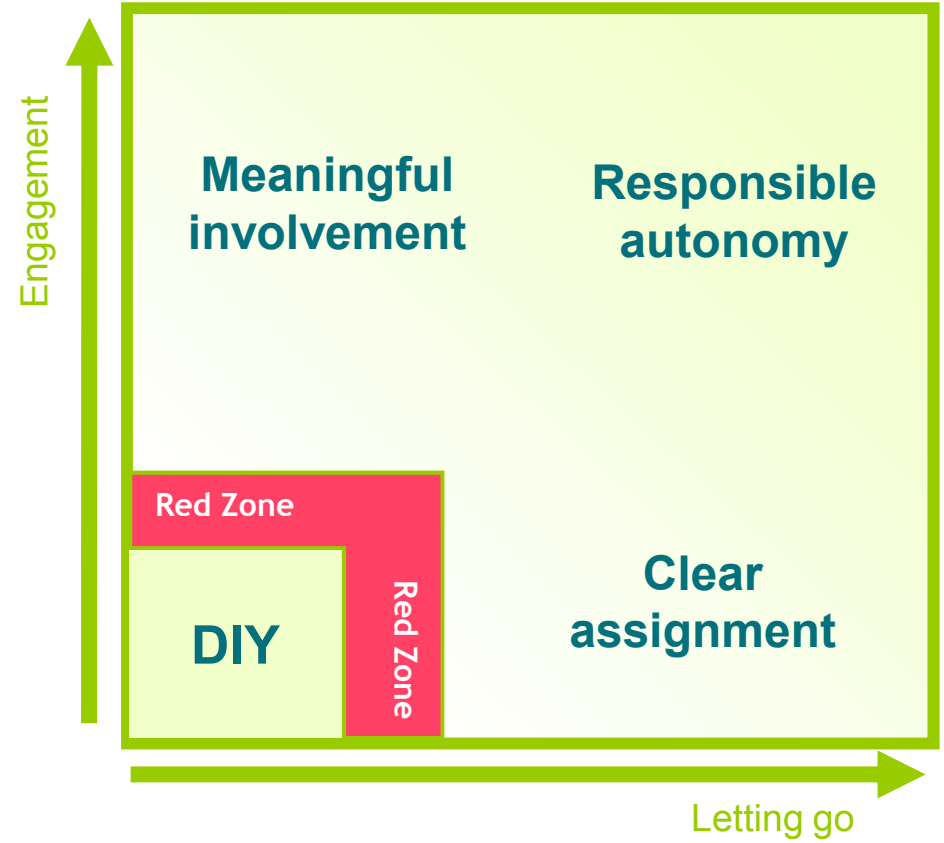 Engagement
Meaningful
involvement
Responsible
autonomy
Red Zone
Red Zone
DIY
Clear
assignment
Letting go